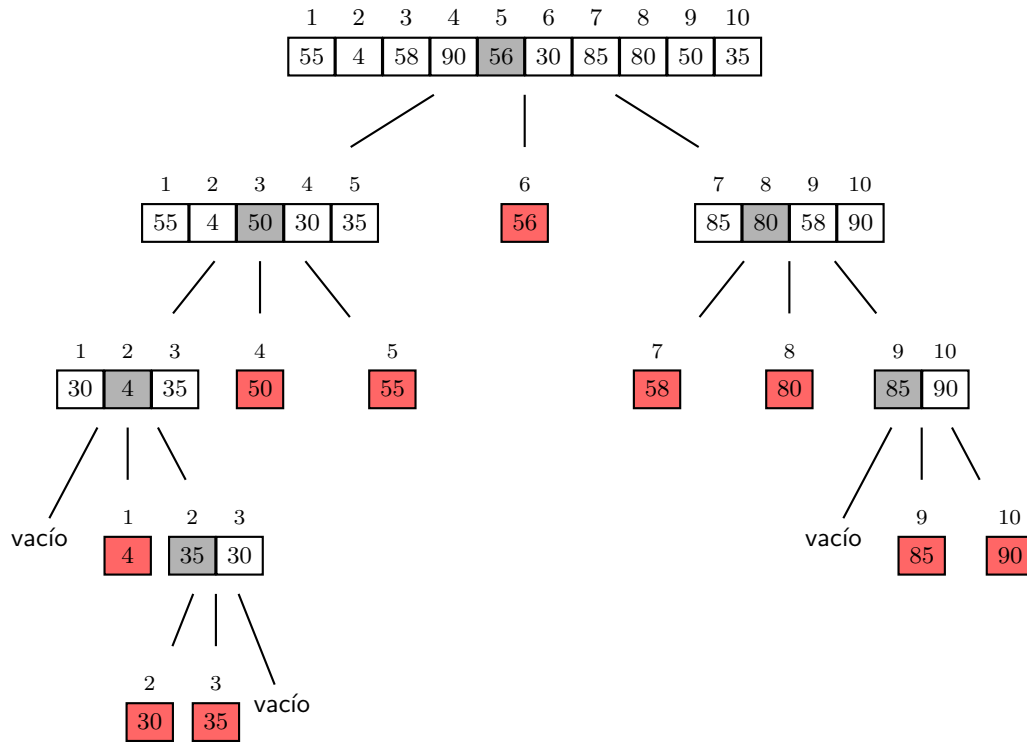 1 2 3 4 5 6 7 8 9 10
55 4 58 90 56 30 85 80 50 35
1 2 3 4 5 6 7 8 9 10
55 4 50 30 35 56 85 80 58 90
1 2 3 4 5 7 8 9 10
30 4 35 50 55 58 80 85 90
1 2 3 9 10
vacío 4 35 30 vacío 85 90
2 3
30 35 vacío